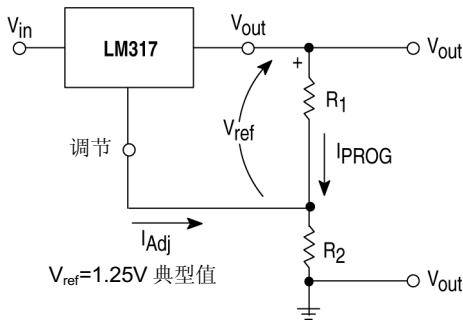 Vin
LM317
Vout
Vout
+
R1
Vref
调节
IPROG
IAdj
R2
Vref=1.25V 典型值
Vout